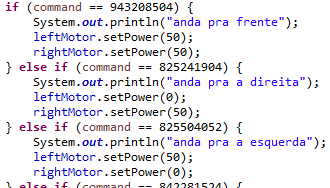 if (command == 943208504) {
    System.out.println("anda pra frente");
    leftMotor.setPower(50);
    rightMotor.setPower(50);
} else if (command == 825241904) {
    System.out.println("anda pra a direita");
    leftMotor.setPower(0);
    rightMotor.setPower(50);
} else if (command == 825504052) {
    System.out.println("anda pra a esquerda");
    leftMotor.setPower(50);
    rightMotor.setPower(0);
} else if (command == 842281524) {